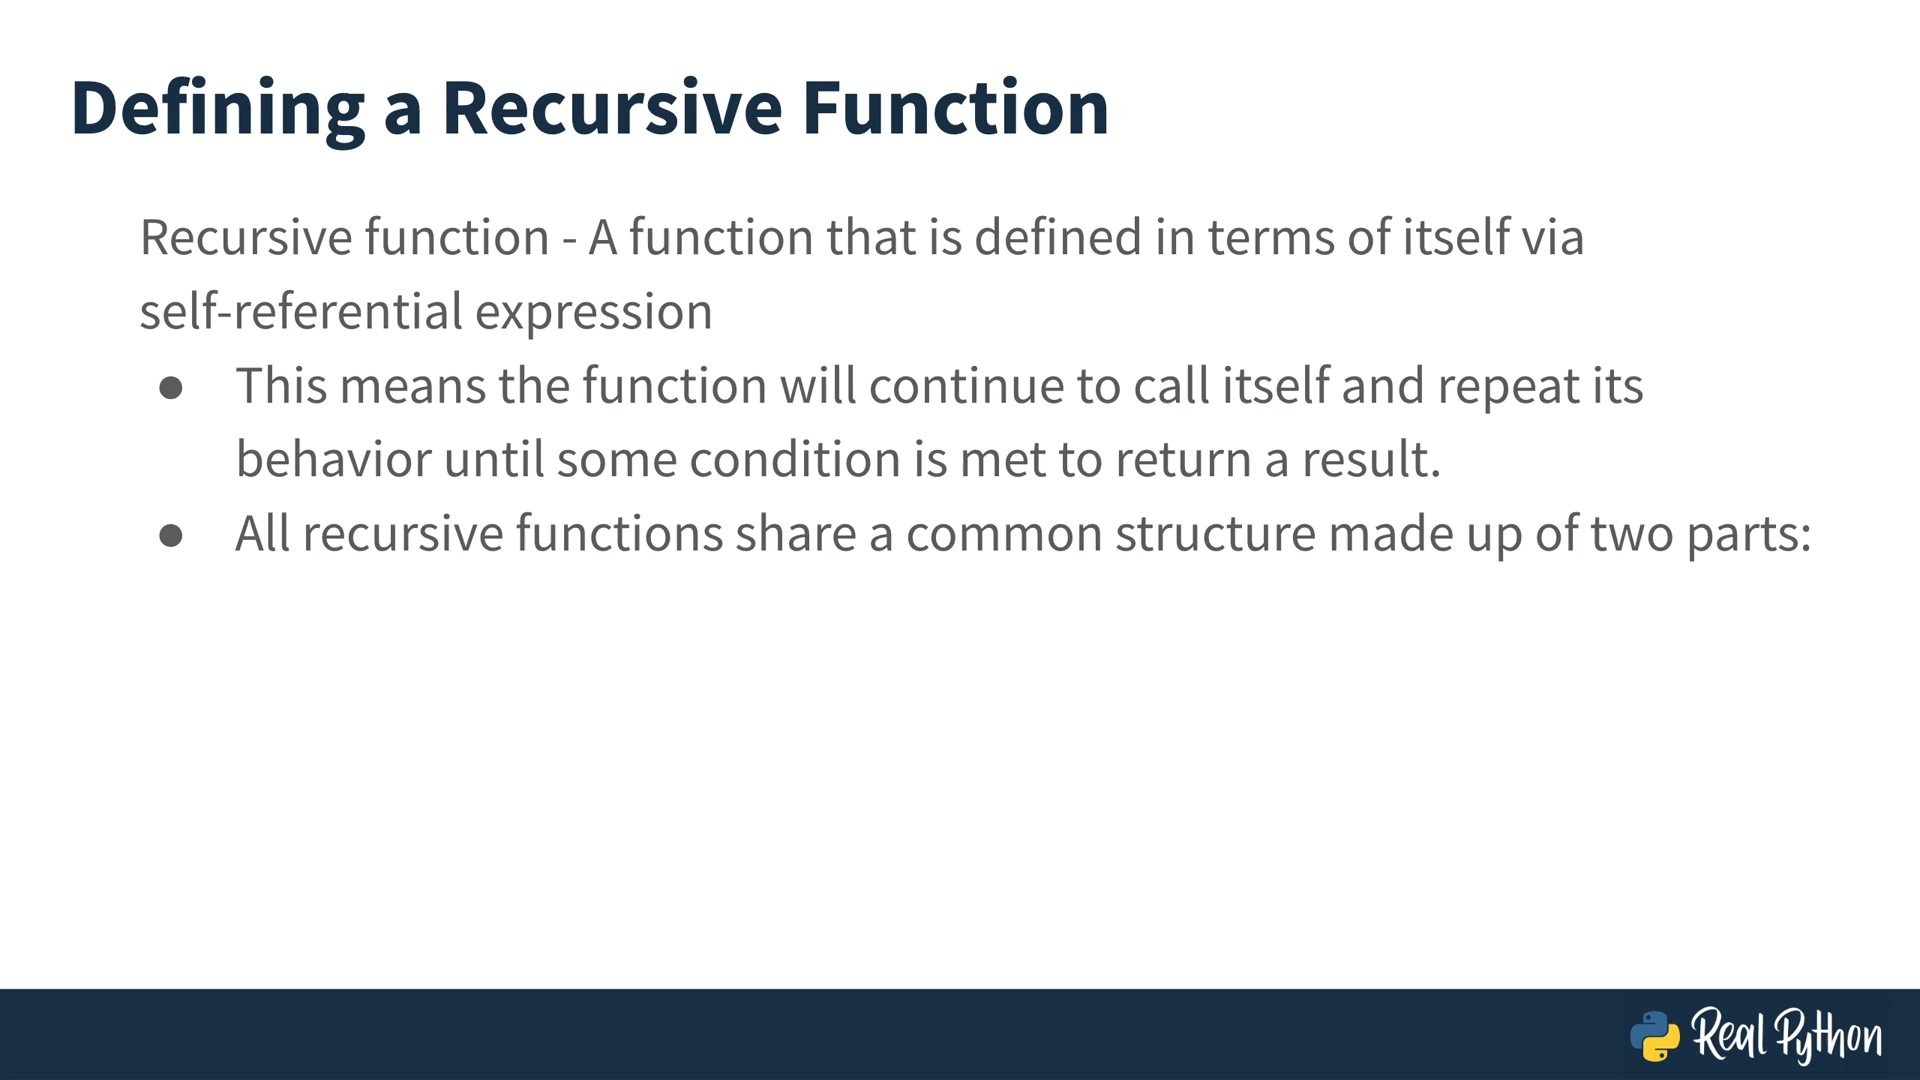 Defining a Recursive Function
Recursive function - A function that is defined in terms of itself via
self-referential expression
● This means the function will continue to call itself and repeat its
behavior until some condition is met to return a result.
● All recursive functions share a common structure made up of two parts:
Real Python